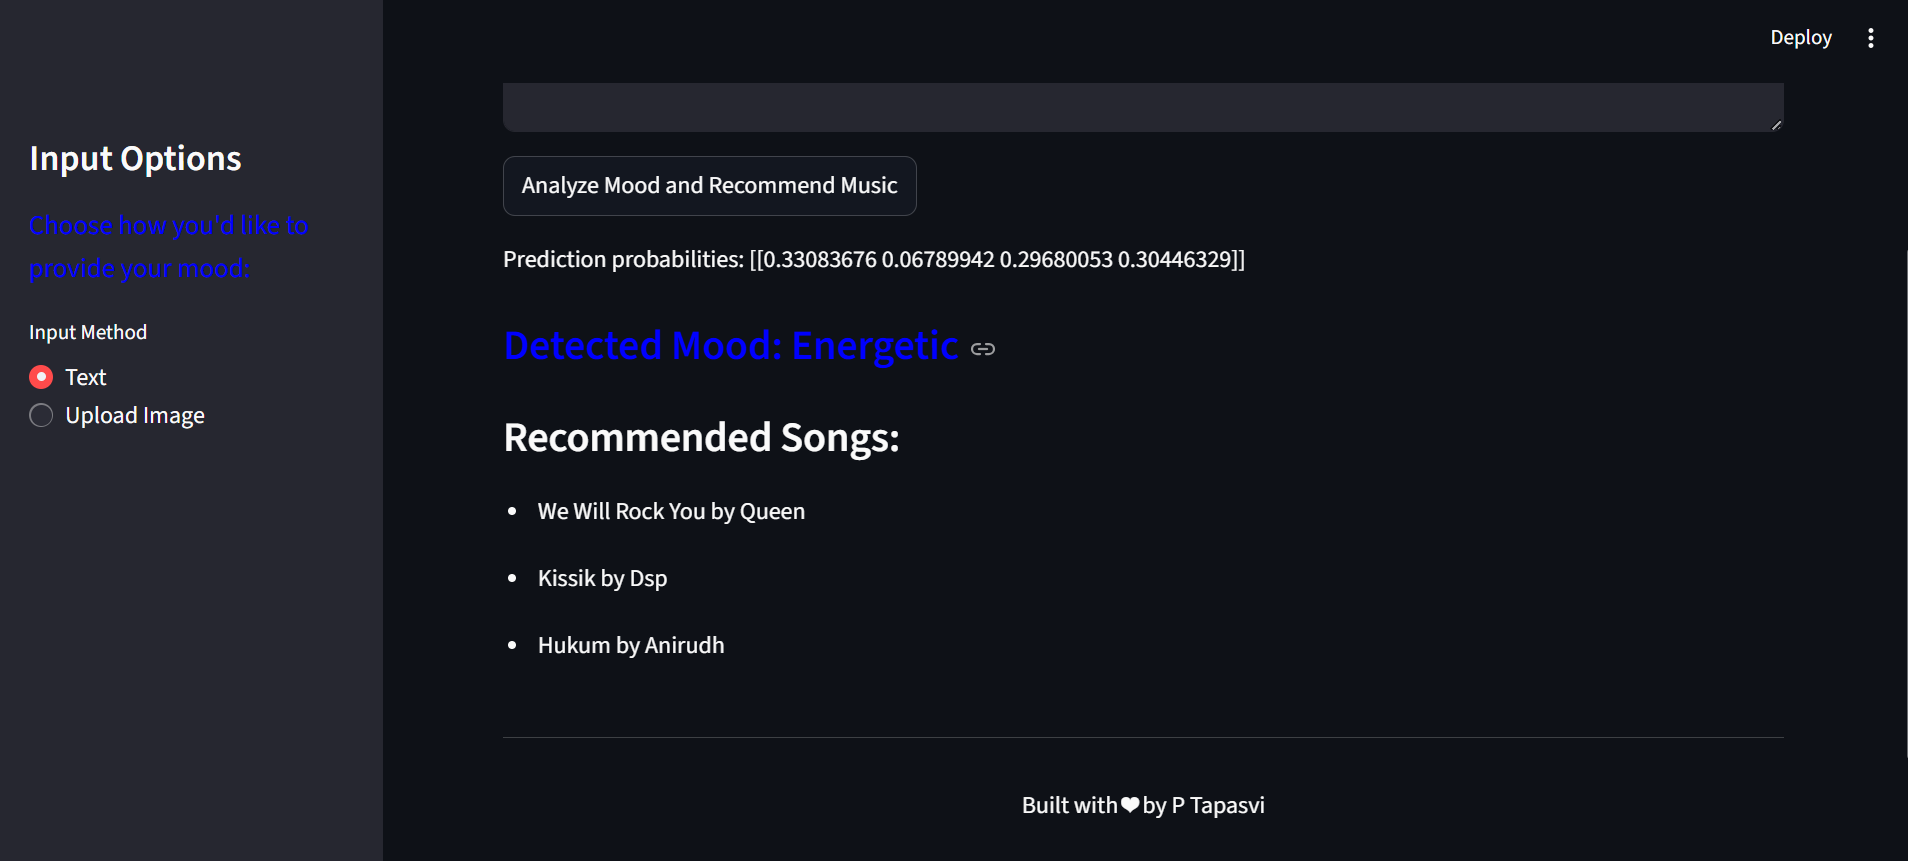 Deploy
Input Options
Choose how you'd like to
provide your mood:
Input Method
Text
Upload Image
Analyze Mood and Recommend Music
Prediction probabilities: [[0.33083676 0.06789942 0.29680053 0.30446329]]
Detected Mood: Energetic
Recommended Songs:
• We Will Rock You by Queen
• Kissik by Dsp
• Hukum by Anirudh
Built with❤by P Tapasvi